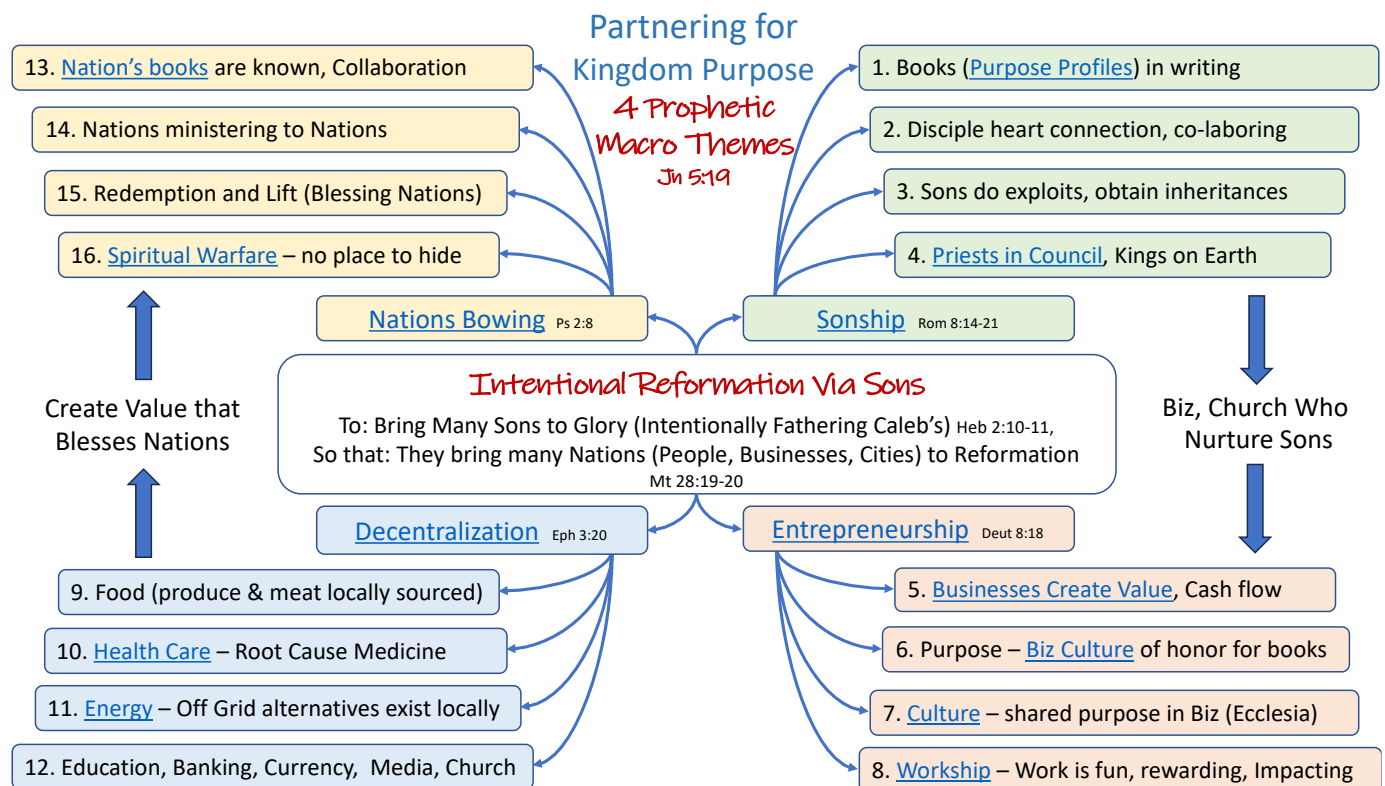 Partnering for
Kingdom Purpose
4 Prophetic
Macro Themes
Jn 5:19
13. Nation's books are known, Collaboration
14. Nations ministering to Nations
15. Redemption and Lift (Blessing Nations)
16. Spiritual Warfare – no place to hide
Nations Bowing Ps 2:8
1. Books (Purpose Profiles) in writing
2. Disciple heart connection, co-laboring
3. Sons do exploits, obtain inheritances
4. Priests in Council, Kings on Earth
Sonship Rom 8:14-21
Create Value that
Blesses Nations
Intentional Reformation Via Sons
To: Bring Many Sons to Glory (Intentionally Fathering Caleb's) Heb 2:10-11,
So that: They bring many Nations (People, Businesses, Cities) to Reformation
Mt 28:19-20
Biz, Church Who
Nurture Sons
Decentralization Eph 3:20
9. Food (produce & meat locally sourced)
10. Health Care – Root Cause Medicine
11. Energy – Off Grid alternatives exist locally
12. Education, Banking, Currency, Media, Church
Entrepreneurship Deut 8:18
5. Businesses Create Value, Cash flow
6. Purpose – Biz Culture of honor for books
7. Culture – shared purpose in Biz (Ecclesia)
8. Workship – Work is fun, rewarding, Impacting